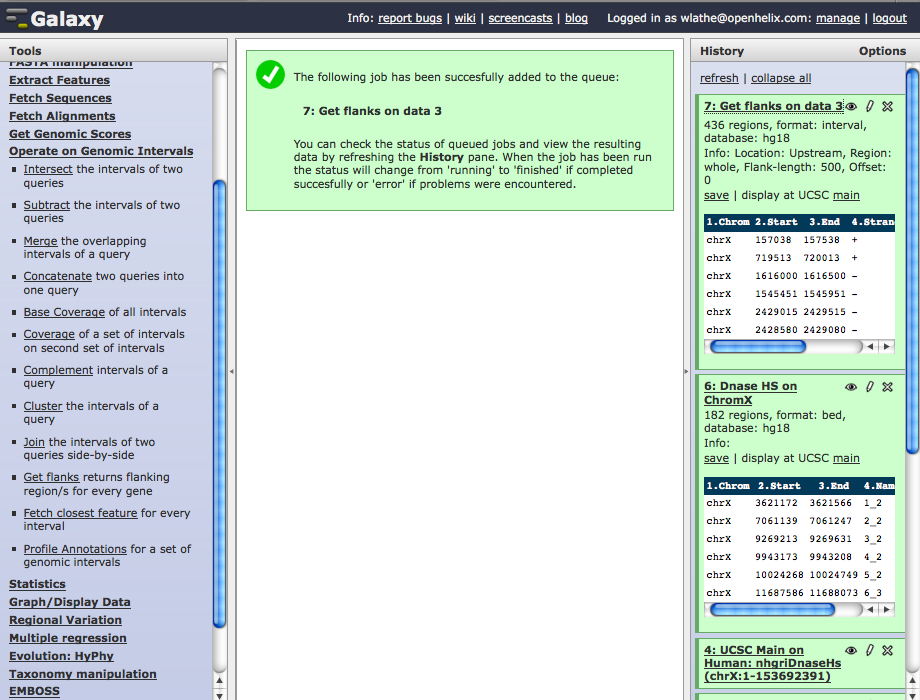 Galaxy
Info: report bugs | wiki | screencasts | blog
Logged in as wlathe@openhelix.com: manage | logout
Tools
FASTA manipulation
Extract Features
Fetch Sequences
Fetch Alignments
Get Genomic Scores
Operate on Genomic Intervals
Intersect the intervals of two
queries
Subtract the intervals of two
queries
Merge the overlapping
intervals of a query
Concatenate two queries into
one query
Base Coverage of all intervals
Coverage of a set of intervals
on second set of intervals
Complement intervals of a
query
Cluster the intervals of a
query
Join the intervals of two
queries side-by-side
Get flanks returns flanking
region/s for every gene
Fetch closest feature for every
interval
Profile Annotations for a set of
genomic intervals
Statistics
Graph/Display Data
Regional Variation
Multiple regression
Evolution: HyPhy
Taxonomy manipulation
EMBOSS
The following job has been succesfully added to the queue:
7: Get flanks on data 3
You can check the status of queued jobs and view the resulting
data by refreshing the History pane. When the job has been run
the status will change from 'running' to 'finished' if completed
succesfully or 'error' if problems were encountered.
History
Options
refresh | collapse all
7: Get flanks on data 3
436 regions, format: interval,
database: hg18
Info: Location: Upstream, Region:
whole, Flank-length: 500, Offset:
0
save | display at UCSC main
1.Chrom 2.Start 3.End 4.Stran
chrX 157038 157538 +
chrX 719513 720013 +
chrX 1616000 1616500 -
chrX 1545451 1545951 -
chrX 2429015 2429515 -
chrX 2428580 2429080 -
6: Dnase HS on
ChromX
182 regions, format: bed,
database: hg18
Info:
save | display at UCSC main
1.Chrom 2.Start 3.End 4.Nam
chrX 3621172 3621566 1_2
chrX 7061139 7061247 2_2
chrX 9269213 9269631 3_2
chrX 9943173 9943208 4_2
chrX 10024268 10024749 5_2
chrX 11687586 11688073 6_3
4: UCSC Main on
Human: nhgriDnaseHs
(chrX:1-153692391)